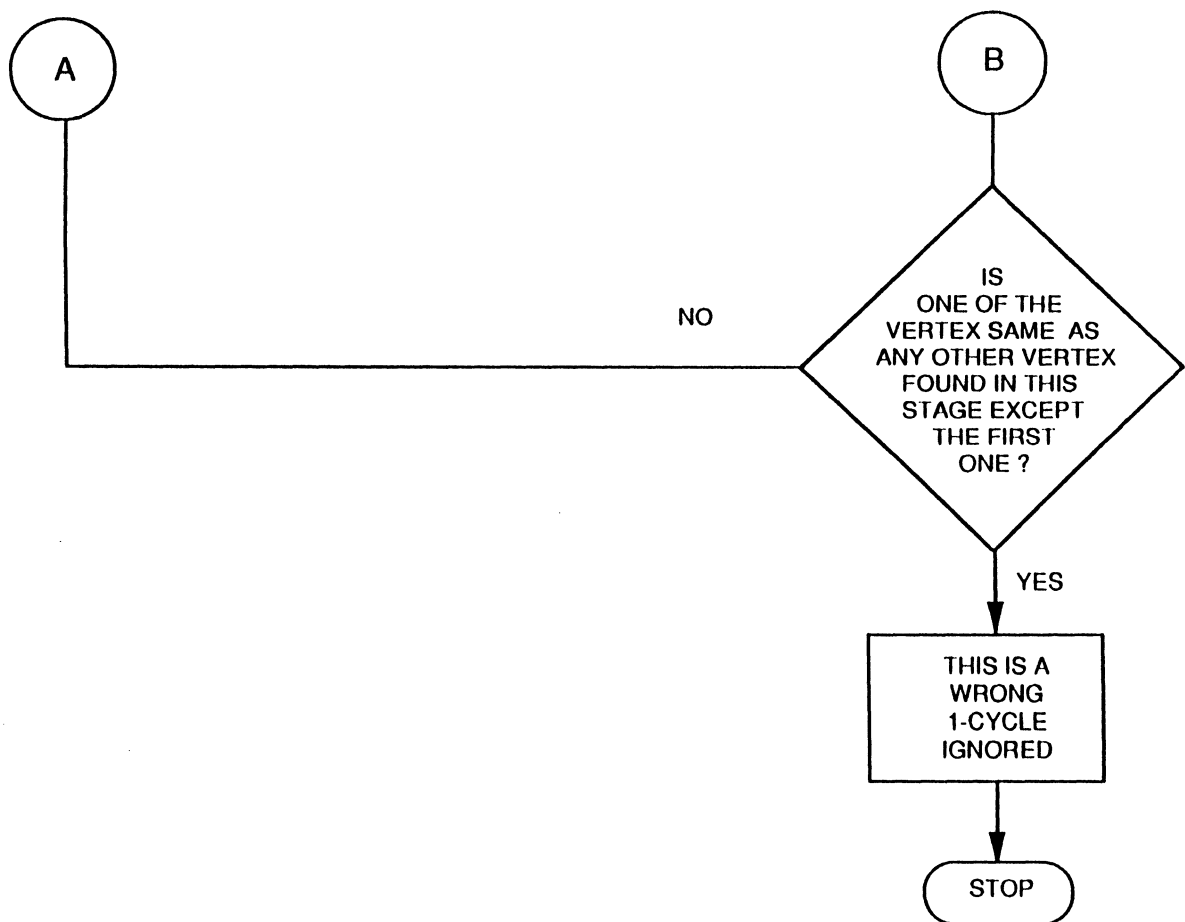 A
B
NO
IS
ONE OF THE
VERTEX SAME AS
ANY OTHER VERTEX
FOUND IN THIS
STAGE EXCEPT
THE FIRST
ONE ?
YES
THIS IS A
WRONG
1-CYCLE
IGNORED
STOP